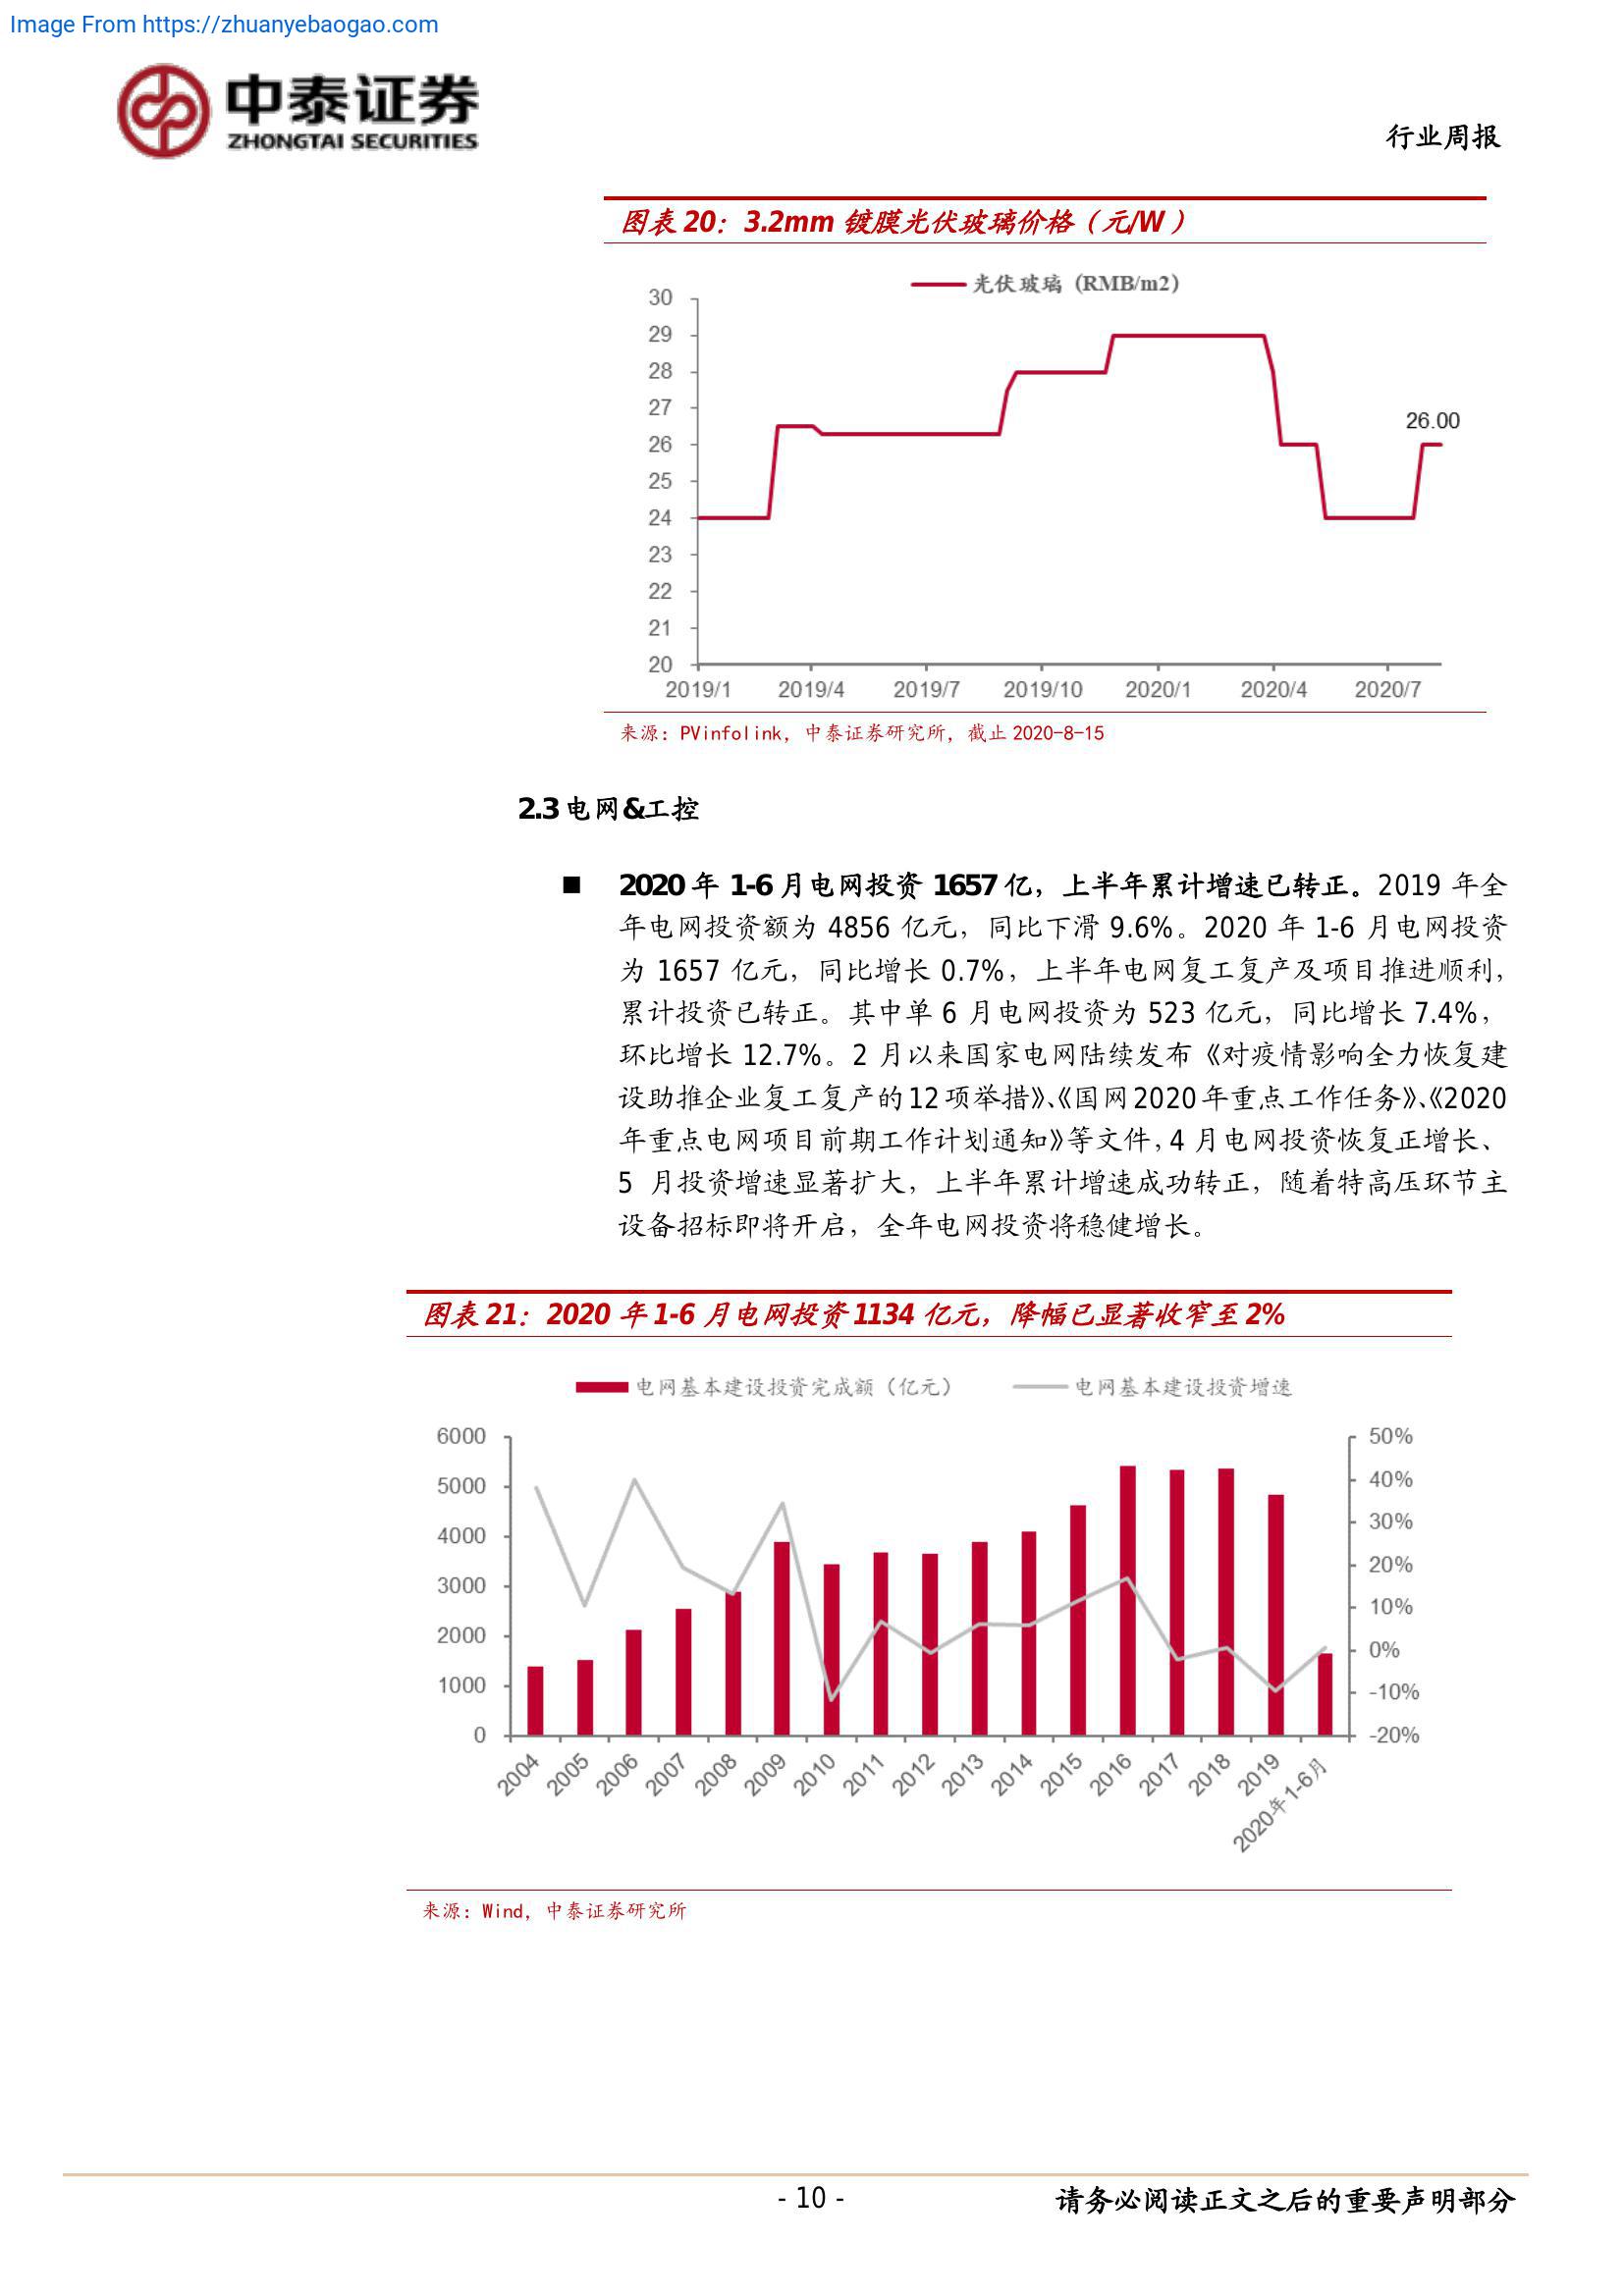 Image From https://zhuanyebaogao.com
中泰证券
ZHONGTAI SECURITIES
行业周报
图表 20：3.2mm 镀膜光伏玻璃价格（元/W）
光伏玻璃（RMB/m2）
30
29
28
27
26
25
24
23
22
21
20
26.00
2019/1 2019/4 2019/7 2019/10 2020/1 2020/4 2020/7
来源：PVinfolink，中泰证券研究所，截止 2020-8-15
2.3 电网&工控
■ 2020 年 1-6 月电网投资 1657 亿，上半年累计增速已转正。2019 年全
年电网投资额为 4856 亿元，同比下滑 9.6%。2020 年 1-6 月电网投资
为 1657 亿元，同比增长 0.7%，上半年电网复工复产及项目推进顺利，
累计投资已转正。其中单 6 月电网投资为 523 亿元，同比增长 7.4%，
环比增长 12.7%。2 月以来国家电网陆续发布《对疫情影响全力恢复建
设助推企业复工复产的 12 项举措》、《国网 2020 年重点工作任务》、《2020
年重点电网项目前期工作计划通知》等文件，4 月电网投资恢复正增长、
5 月投资增速显著扩大，上半年累计增速成功转正，随着特高压环节主
设备招标即将开启，全年电网投资将稳健增长。
图表 21：2020 年 1-6 月电网投资 1134 亿元，降幅已显著收窄至 2%
电网基本建设投资完成额（亿元） 电网基本建设投资增速
6000 50%
5000 40%
4000 30%
3000 20%
2000 10%
1000 0%
0 -10%
-20%
2004 2005 2006 2007 2008 2009 2010 2011 2012 2013 2014 2015 2016 2017 2018 2019 2020年1-6月
来源：Wind，中泰证券研究所
- 10 -
请务必阅读正文之后的重要声明部分